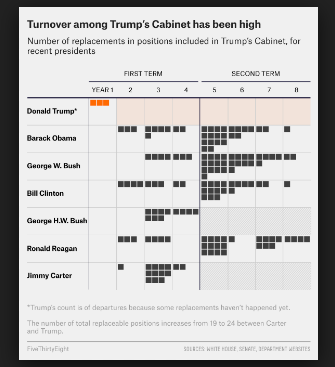 Turnover among Trump's Cabinet has been high
Number of replacements in positions included in Trump's Cabinet, for
recent presidents
FIRST TERM SECOND TERM
YEAR 1 2 3 4 5 6 7 8
Donald Trump*
Barack Obama
George W. Bush
Bill Clinton
George H.W. Bush
Ronald Reagan
Jimmy Carter
*Trump's count is of departures because some replacements haven't happened yet.
The number of total replaceable positions increases from 19 to 24 between Carter
and Trump.
FiveThirtyEight SOURCES: WHITE HOUSE, SENATE, DEPARTMENT WEBSITES